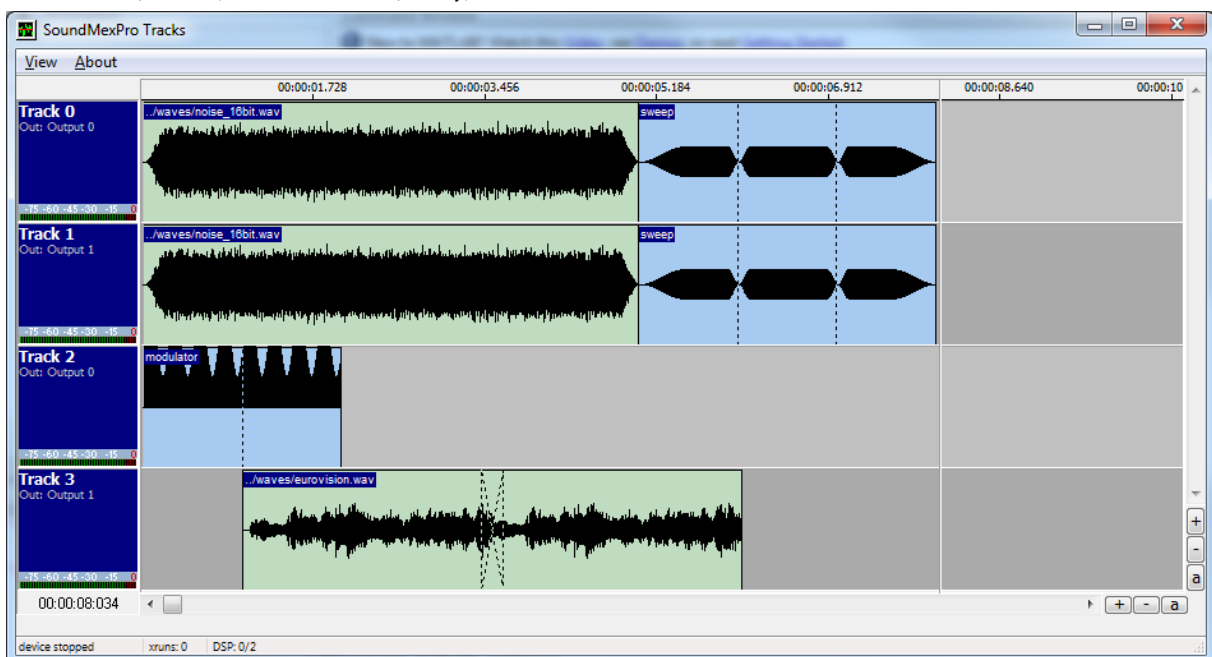 SoundMexPro Tracks
View About
00:00:01.728 00:00:03.456 00:00:05.184 00:00:06.912 00:00:08.640 00:00:10
Track 0
Out: Output 0
../waves/noise_16bit.wav
sweep
-75 -60 -45 -30 -15 0
Track 1
Out: Output 1
../waves/noise_16bit.wav
sweep
-75 -60 -45 -30 -15 0
Track 2
Out: Output 0
modulator
-75 -60 -45 -30 -15 0
Track 3
Out: Output 1
../waves/eurovision.wav
-75 -60 -45 -30 -15 0
+
-
a
00:00:08:034
+ - a
device stopped xruns: 0 DSP: 0/2